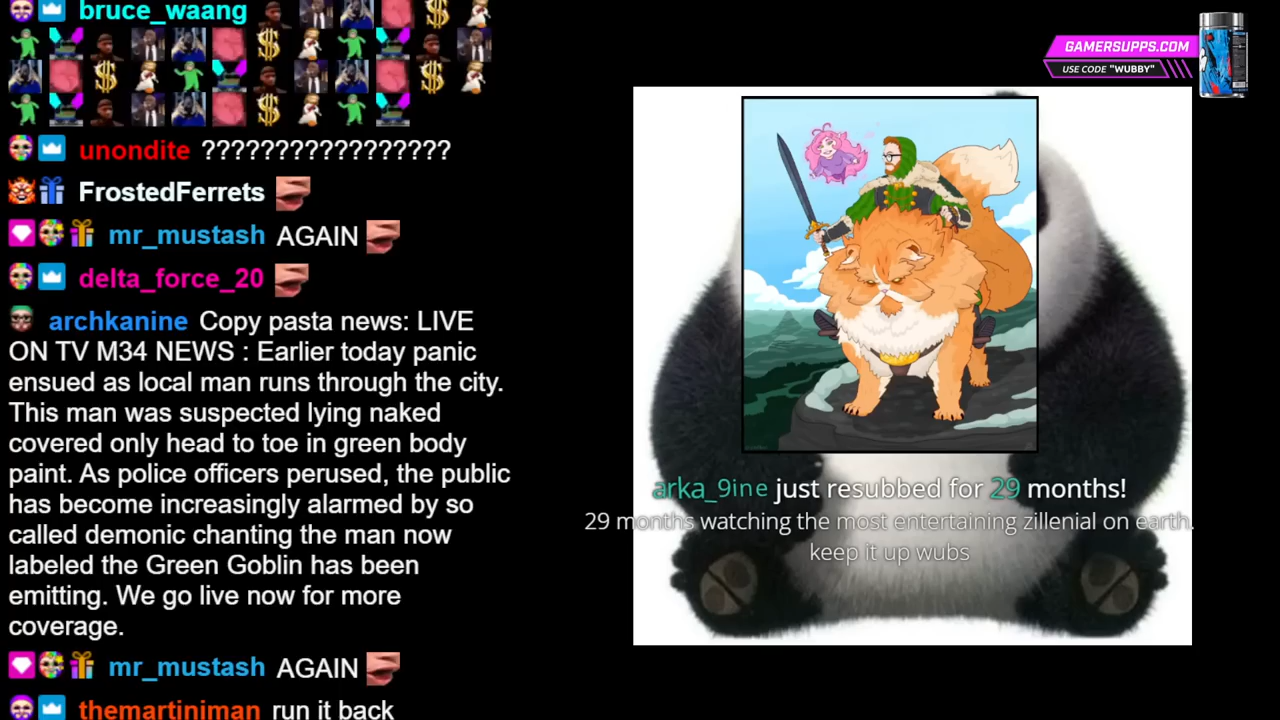 bruce_waang
unondite ?????????????????
FrostedFerrets
mr_mustash AGAIN
delta_force_20
archkanine Copy pasta news: LIVE
ON TV M34 NEWS : Earlier today panic
ensued as local man runs through the city.
This man was suspected lying naked
covered only head to toe in green body
paint. As police officers perused, the public
has become increasingly alarmed by so
called demonic chanting the man now
labeled the Green Goblin has been
emitting. We go live now for more
coverage.
mr_mustash AGAIN
themartiniman run it back
GAMERSUPPS.COM
USE CODE "WUBBY"
arka_9ine just resubbed for 29 months!
29 months watching the most entertaining zillenial on earth.
keep it up wubs